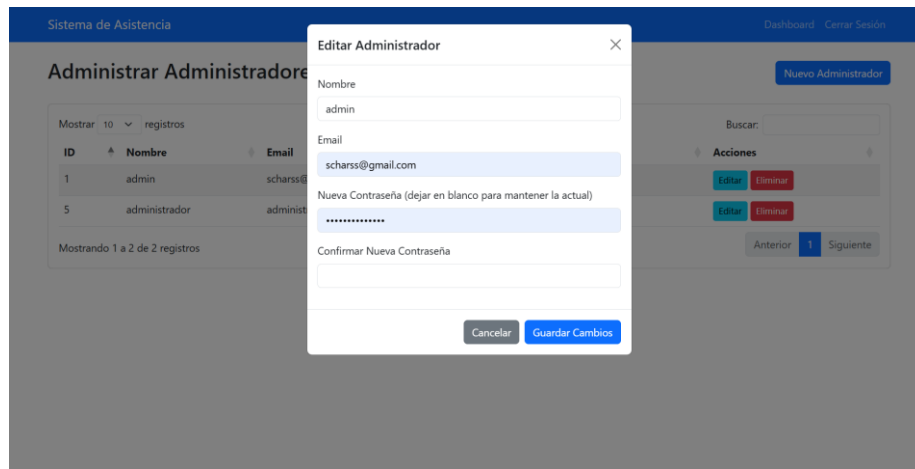 Sistema de Asistencia
Dashboard Cerrar Sesión
Administrar Administradore
Nuevo Administrador
Mostrar 10 registros
Buscar:
ID Nombre Email Acciones
1 admin scharss@ Editar Eliminar
5 administrador administ Editar Eliminar
Mostrando 1 a 2 de 2 registros
Anterior 1 Siguiente
Editar Administrador
Nombre
admin
Email
scharss@gmail.com
Nueva Contraseña (dejar en blanco para mantener la actual)
••••••••••••••
Confirmar Nueva Contraseña
Cancelar Guardar Cambios